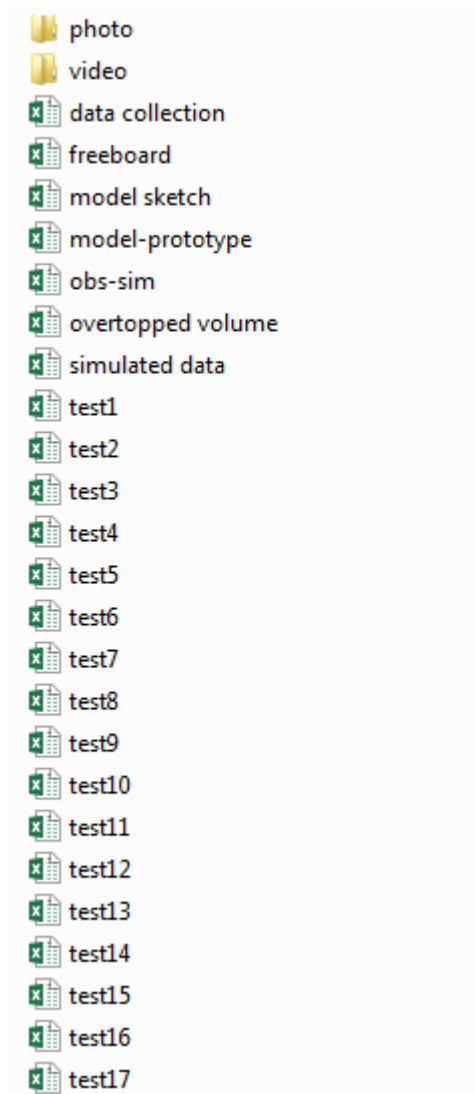 photo
video
data collection
freeboard
model sketch
model-prototype
obs-sim
overtopped volume
simulated data
test1
test2
test3
test4
test5
test6
test7
test8
test9
test10
test11
test12
test13
test14
test15
test16
test17